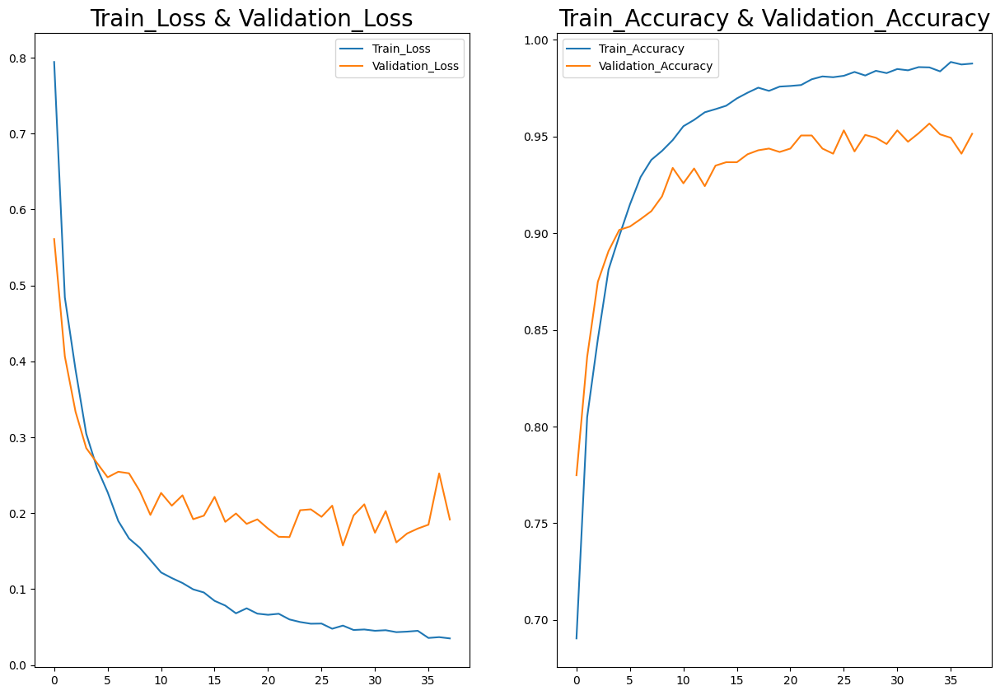 Train_Loss & Validation_Loss
Train_Loss
Validation_Loss
0.8
0.7
0.6
0.5
0.4
0.3
0.2
0.1
0.0
0 5 10 15 20 25 30 35
Train_Accuracy & Validation_Accuracy
Train_Accuracy
Validation_Accuracy
1.00
0.95
0.90
0.85
0.80
0.75
0.70
0 5 10 15 20 25 30 35